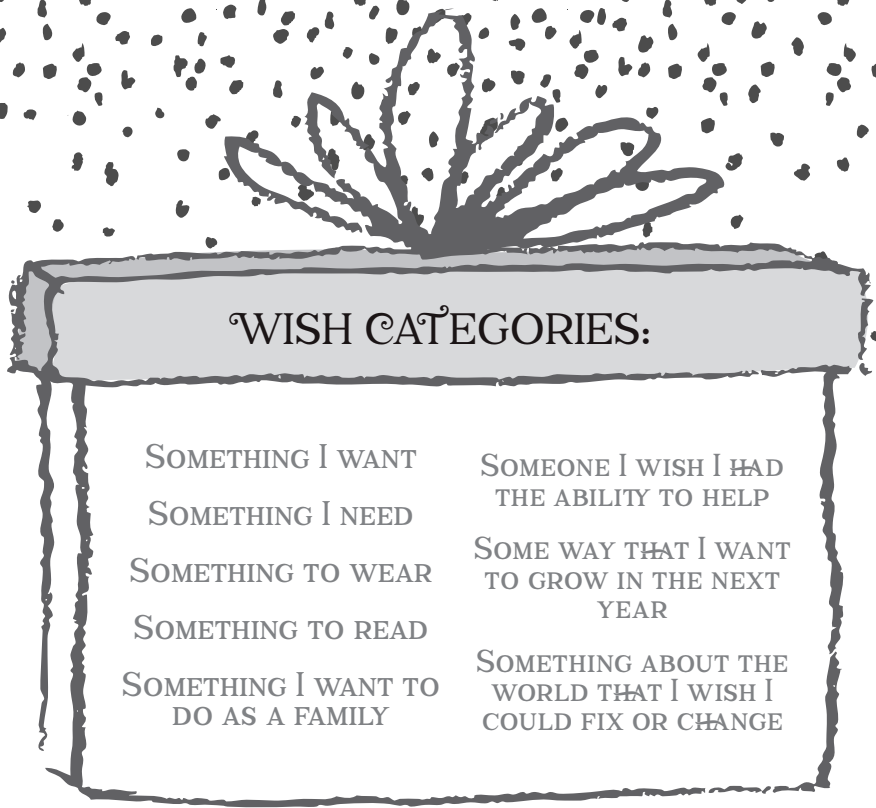 WISH CATEGORIES:
SOMETHING I WANT
SOMETHING I NEED
SOMETHING TO WEAR
SOMETHING TO READ
SOMETHING I WANT TO
DO AS A FAMILY
SOMEONE I WISH I HAD
THE ABILITY TO HELP
SOME WAY THAT I WANT
TO GROW IN THE NEXT
YEAR
SOMETHING ABOUT THE
WORLD THAT I WISH I
COULD FIX OR CHANGE